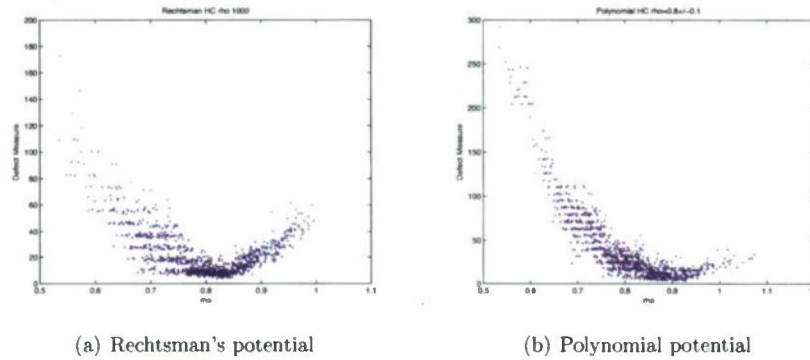 Rechtsman HC rho 1000
200
180
160
140
120
100
80
60
40
20
0
Defect Measure
0.5 0.6 0.7 0.8 0.9 1 1.1
rho
(a) Rechtsman's potential
Polynomial HC rho=0.8+/-0.1
300
250
200
150
100
50
0
Defect Measure
0.5 0.6 0.7 0.8 0.9 1 1.1
rho
(b) Polynomial potential